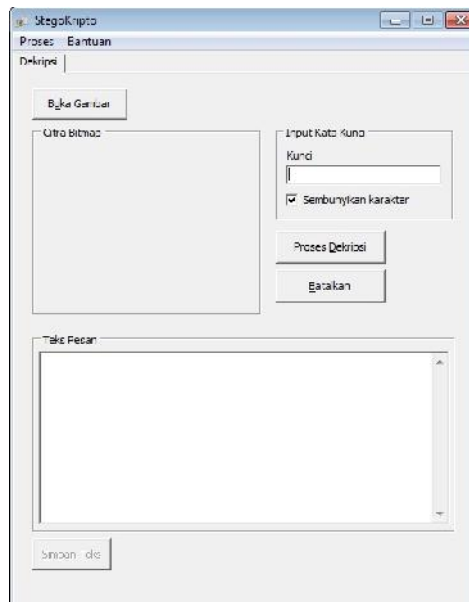 StegoKripto
Proses Bantuan
Dekripsi
Buka Gambar
Citra Bitmap
Input Kata Kunci
Kunci
Sembunyikan karakter
Proses Dekripsi
Batalkan
Teks Pesan
Simpan Teks